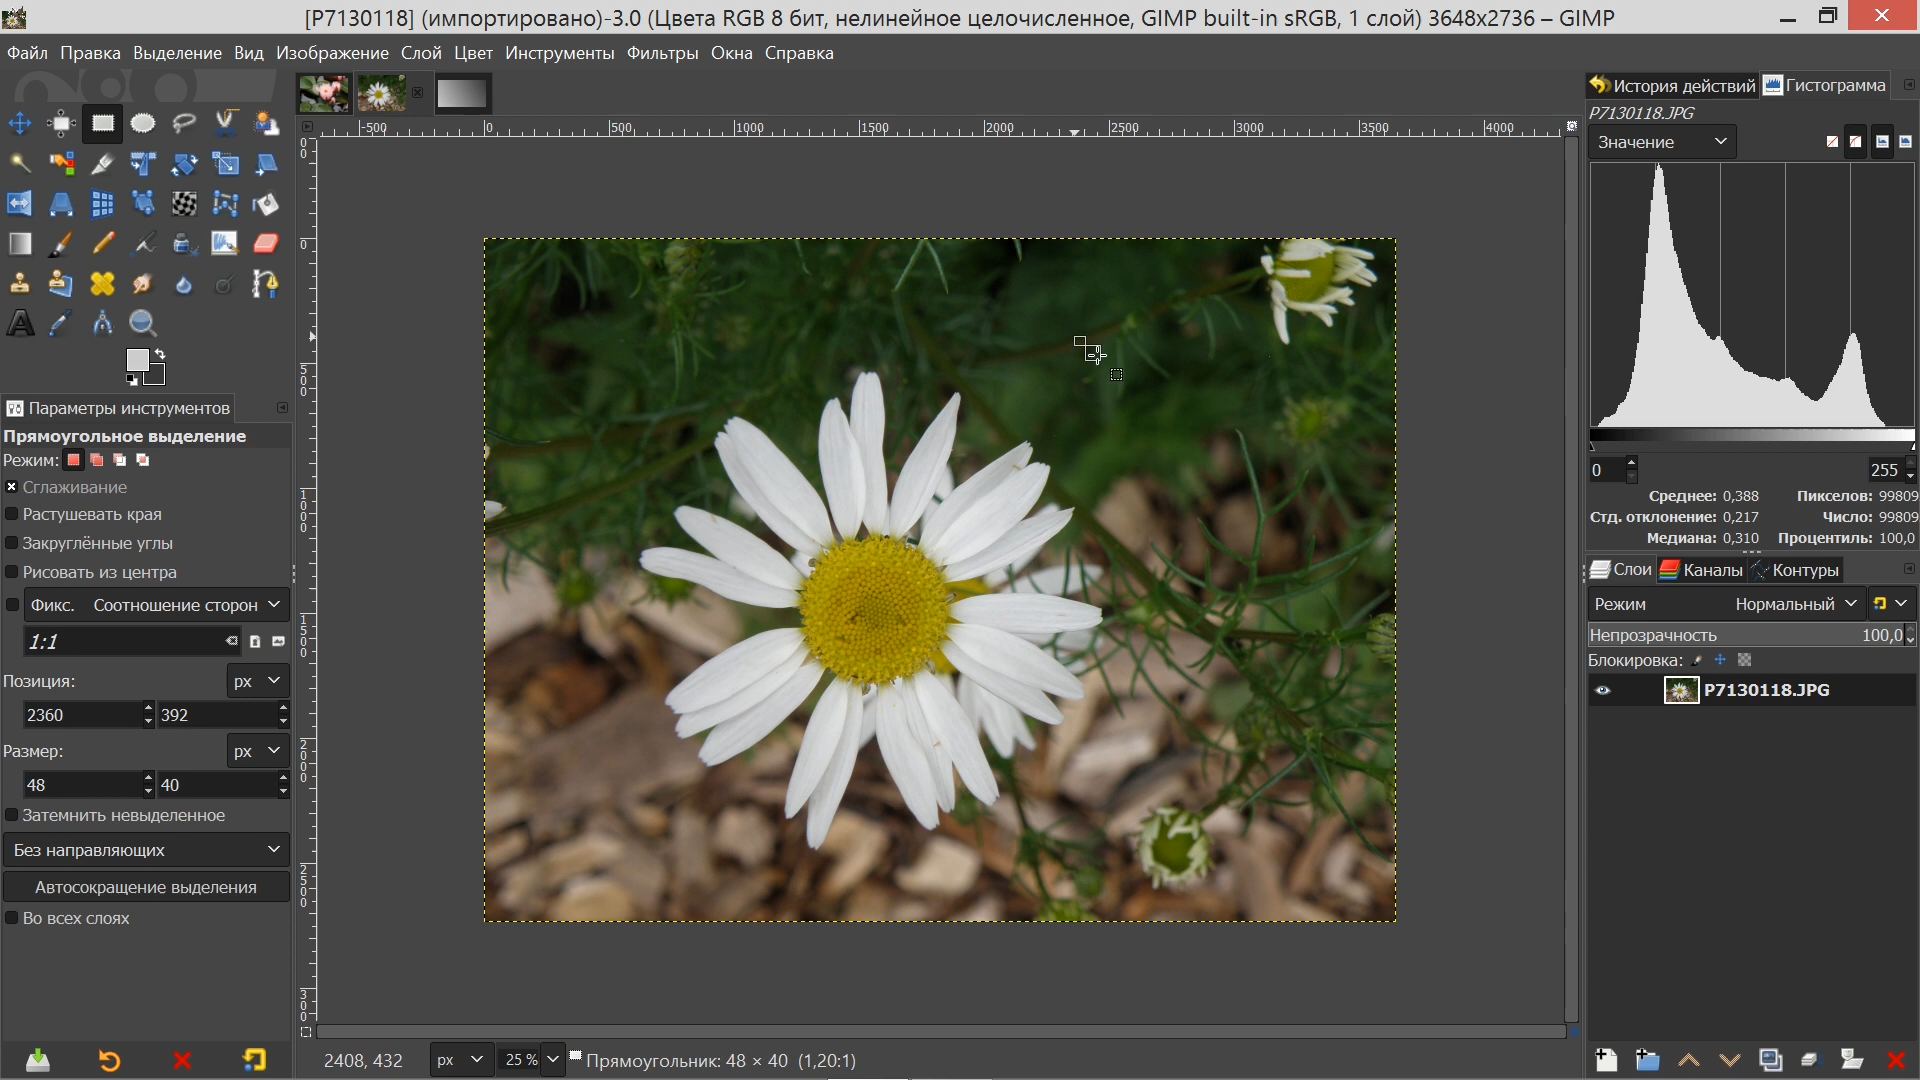 [P7130118] (импортировано)-3.0 (Цвета RGB 8 бит, нелинейное целочисленное, GIMP built-in sRGB, 1 слой) 3648x2736 – GIMP
Файл Правка Выделение Вид Изображение Слой Цвет Инструменты Фильтры Окна Справка
-500 0 500 1000 1500 2000 2500 3000 3500 4000
0
500
1000
1500
2000
2500
Параметры инструментов
Прямоугольное выделение
Режим:
Сглаживание
Растушевать края
Закруглённые углы
Рисовать из центра
Фикс. Соотношение сторон
1:1
Позиция: px
2360 392
Размер: px
48 40
Затемнить невыделенное
Без направляющих
Автосокращение выделения
Во всех слоях
2408, 432 px 25 % Прямоугольник: 48 × 40 (1,20:1)
История действий Гистограмма
P7130118.JPG
Значение
0 255
Среднее: 0,388 Пикселов: 99809
Стд. отклонение: 0,217 Число: 99809
Медиана: 0,310 Процентиль: 100,0
Слои Каналы Контуры
Режим Нормальный
Непрозрачность 100,0
Блокировка:
P7130118.JPG